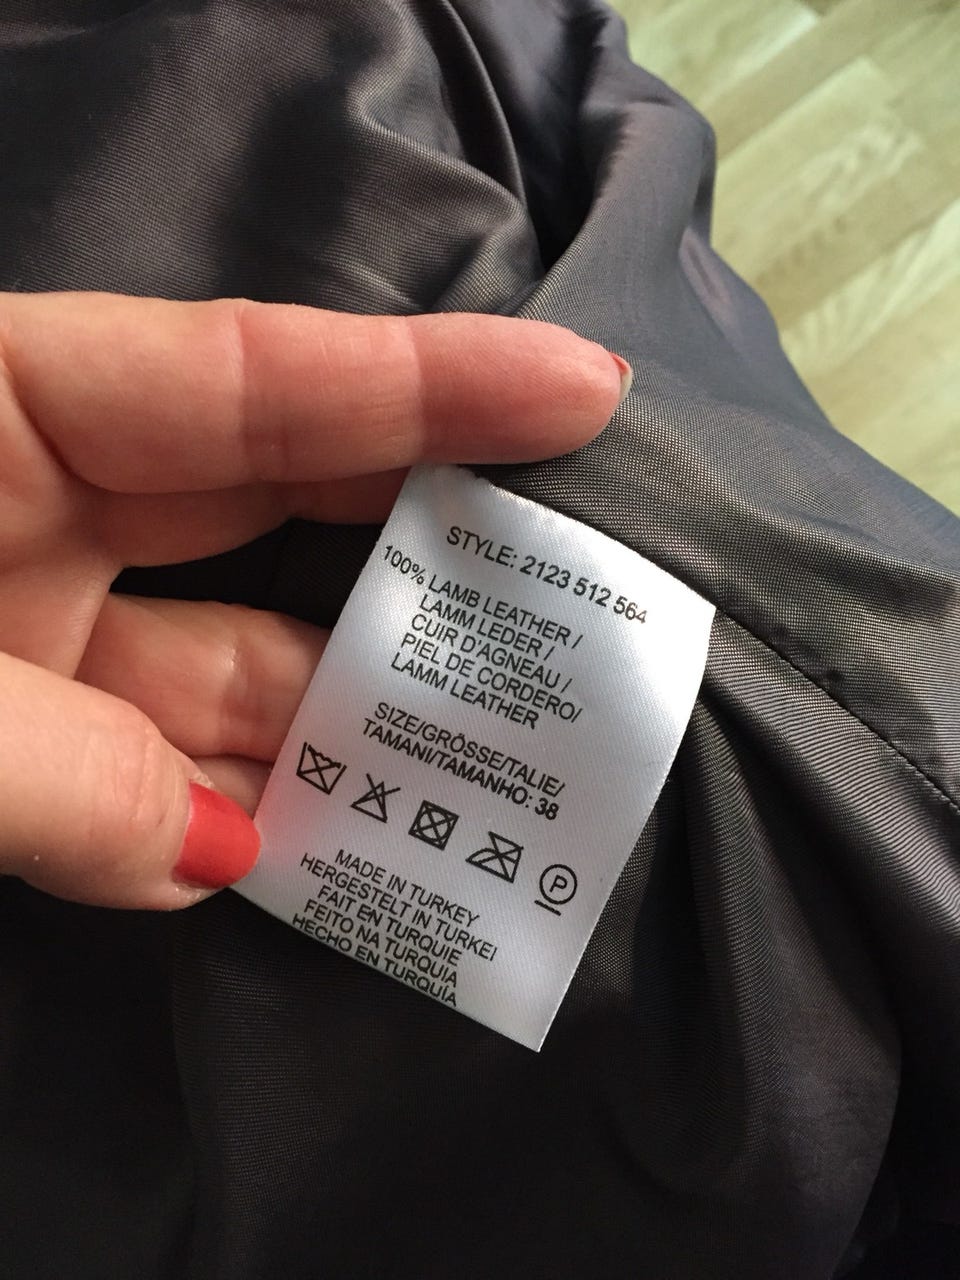 STYLE: 2123 512 564
100% LAMB LEATHER /
LAMM LEDER /
CUIR D'AGNEAU /
PIEL DE CORDERO/
LAMM LEATHER
SIZE/GRÖSSE/TALIE/
TAMANI/TAMANHO: 38
P
MADE IN TURKEY
HERGESTELT IN TURKEI
FAIT EN TURQUIE
FEITO NA TURQUIA
HECHO EN TURQUÍA